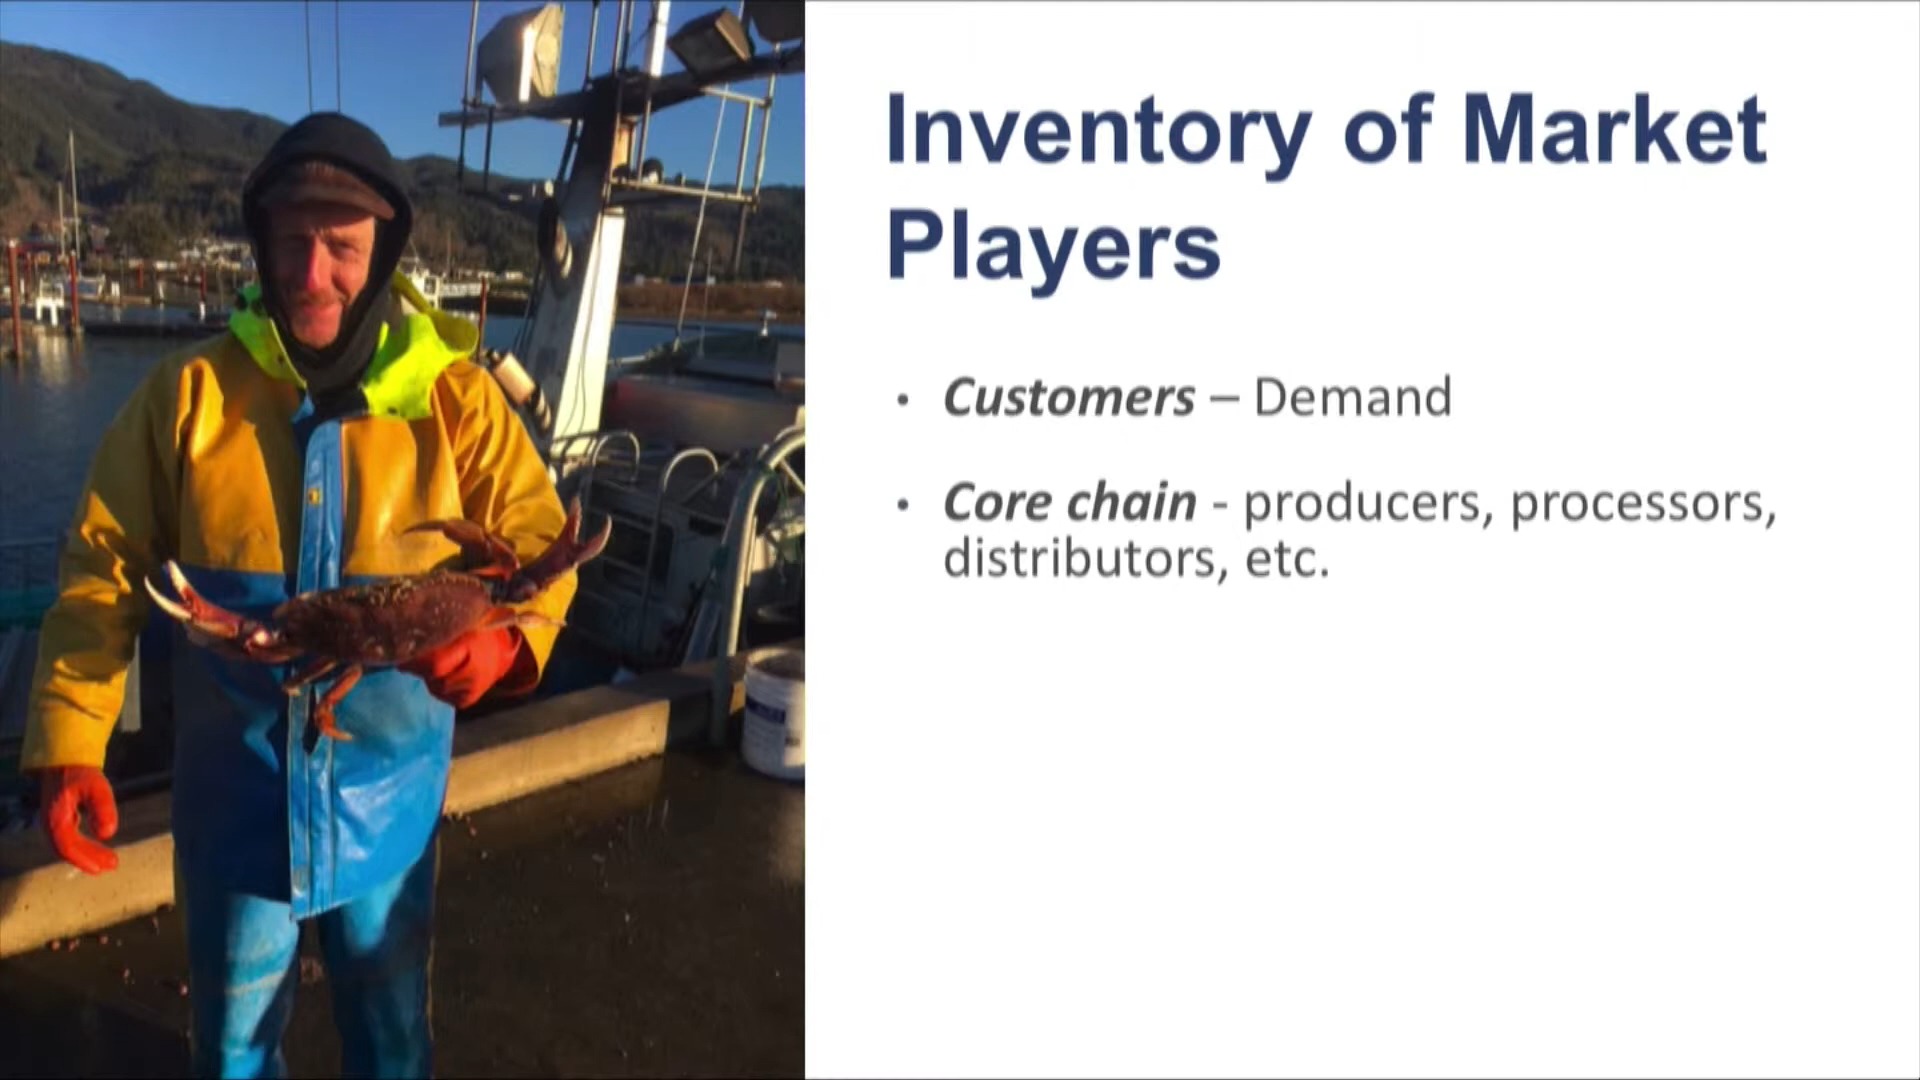 Inventory of Market
Players
• Customers – Demand
• Core chain - producers, processors,
distributors, etc.